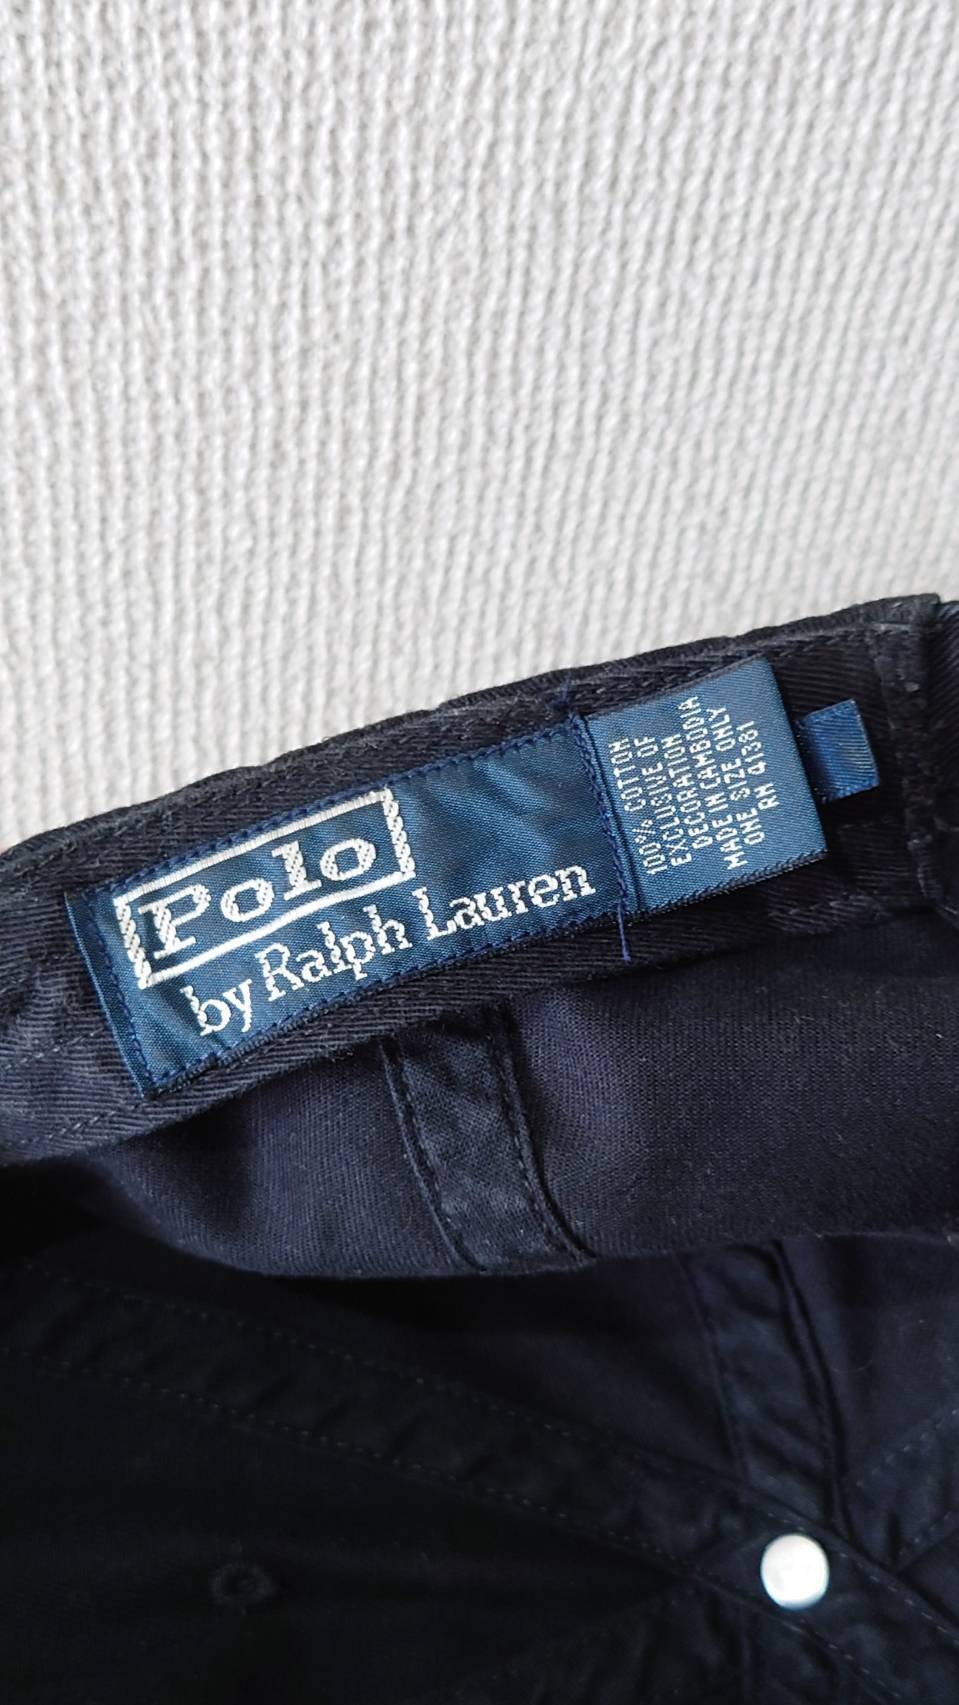 Polo
by Ralph Lauren
100% COTTON
EXCLUSIVE OF
DECORATION
MADE IN CAMBODIA
ONE SIZE ONLY
RN 41381